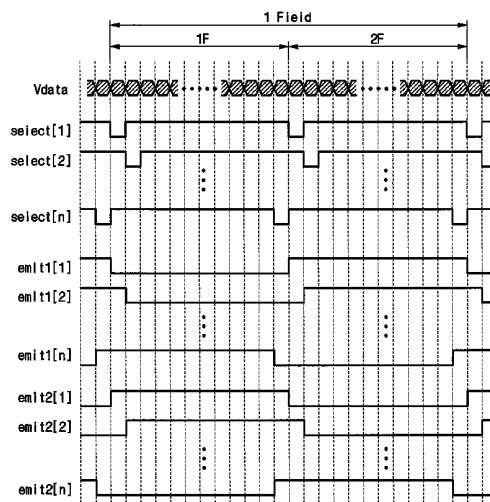 1 Field
1F 2F
Vdata
select[1]
select[2]
select[n]
emit1[1]
emit1[2]
emit1[n]
emit2[1]
emit2[2]
emit2[n]